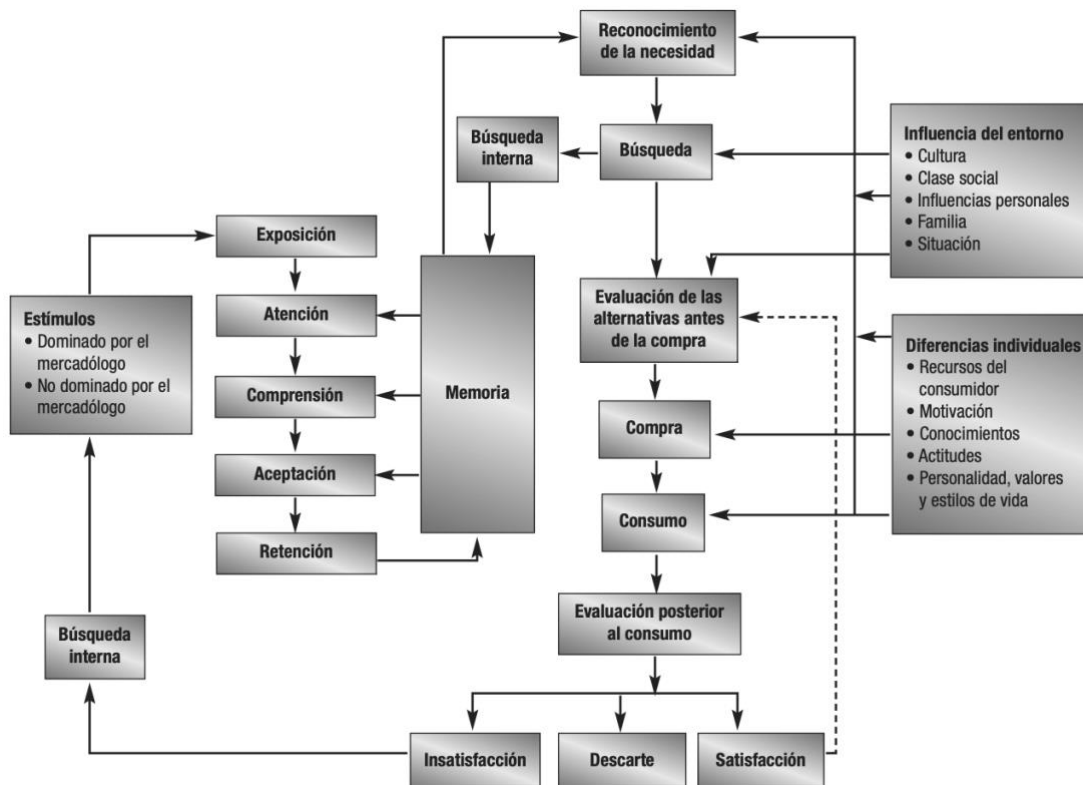 Reconocimiento
de la necesidad
Búsqueda
interna
Búsqueda
Influencia del entorno
• Cultura
• Clase social
• Influencias personales
• Familia
• Situación
Exposición
Estímulos
• Dominado por el
mercadólogo
• No dominado por el
mercadólogo
Atención
Comprensión
Aceptación
Retención
Memoria
Evaluación de las
alternativas antes
de la compra
Diferencias individuales
• Recursos del
consumidor
• Motivación
• Conocimientos
• Actitudes
• Personalidad, valores
y estilos de vida
Compra
Consumo
Evaluación posterior
al consumo
Búsqueda
interna
Insatisfacción
Descarte
Satisfacción